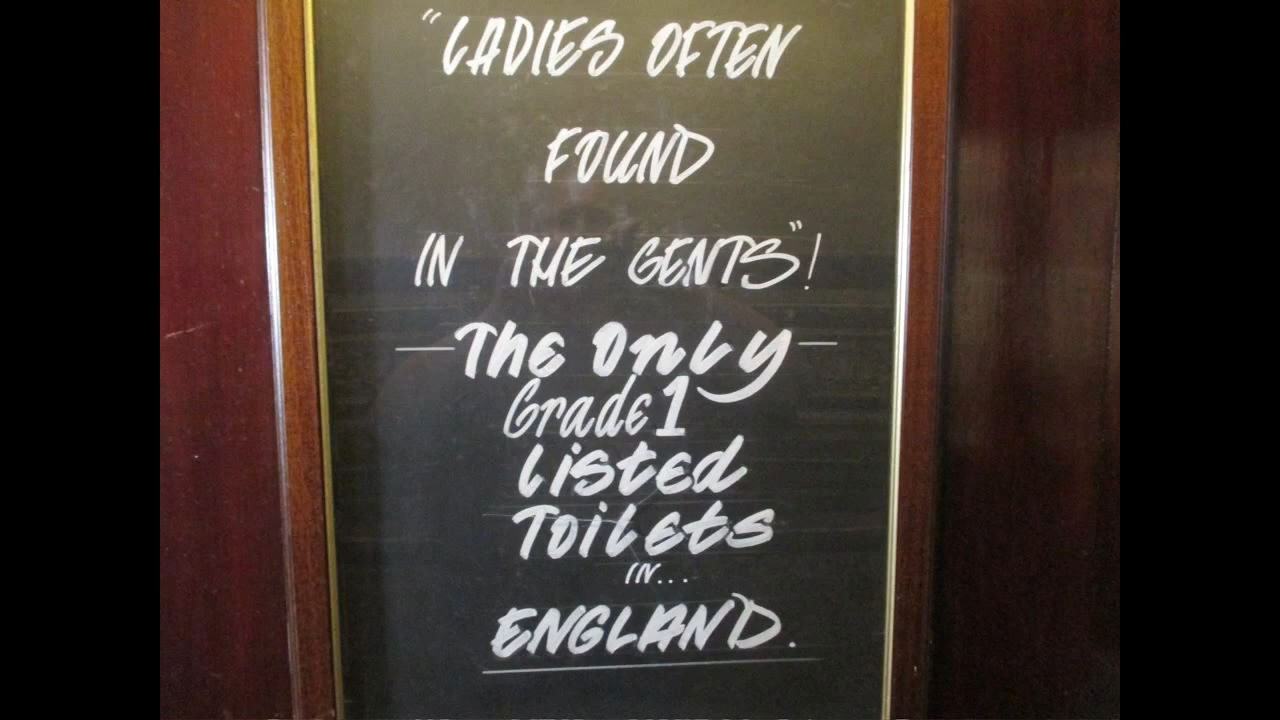 "LADIES OFTEN
FOUND
IN THE GENTS"!
—The Only—
Grade 1
Listed
Toilets
IN...
ENGLAND.